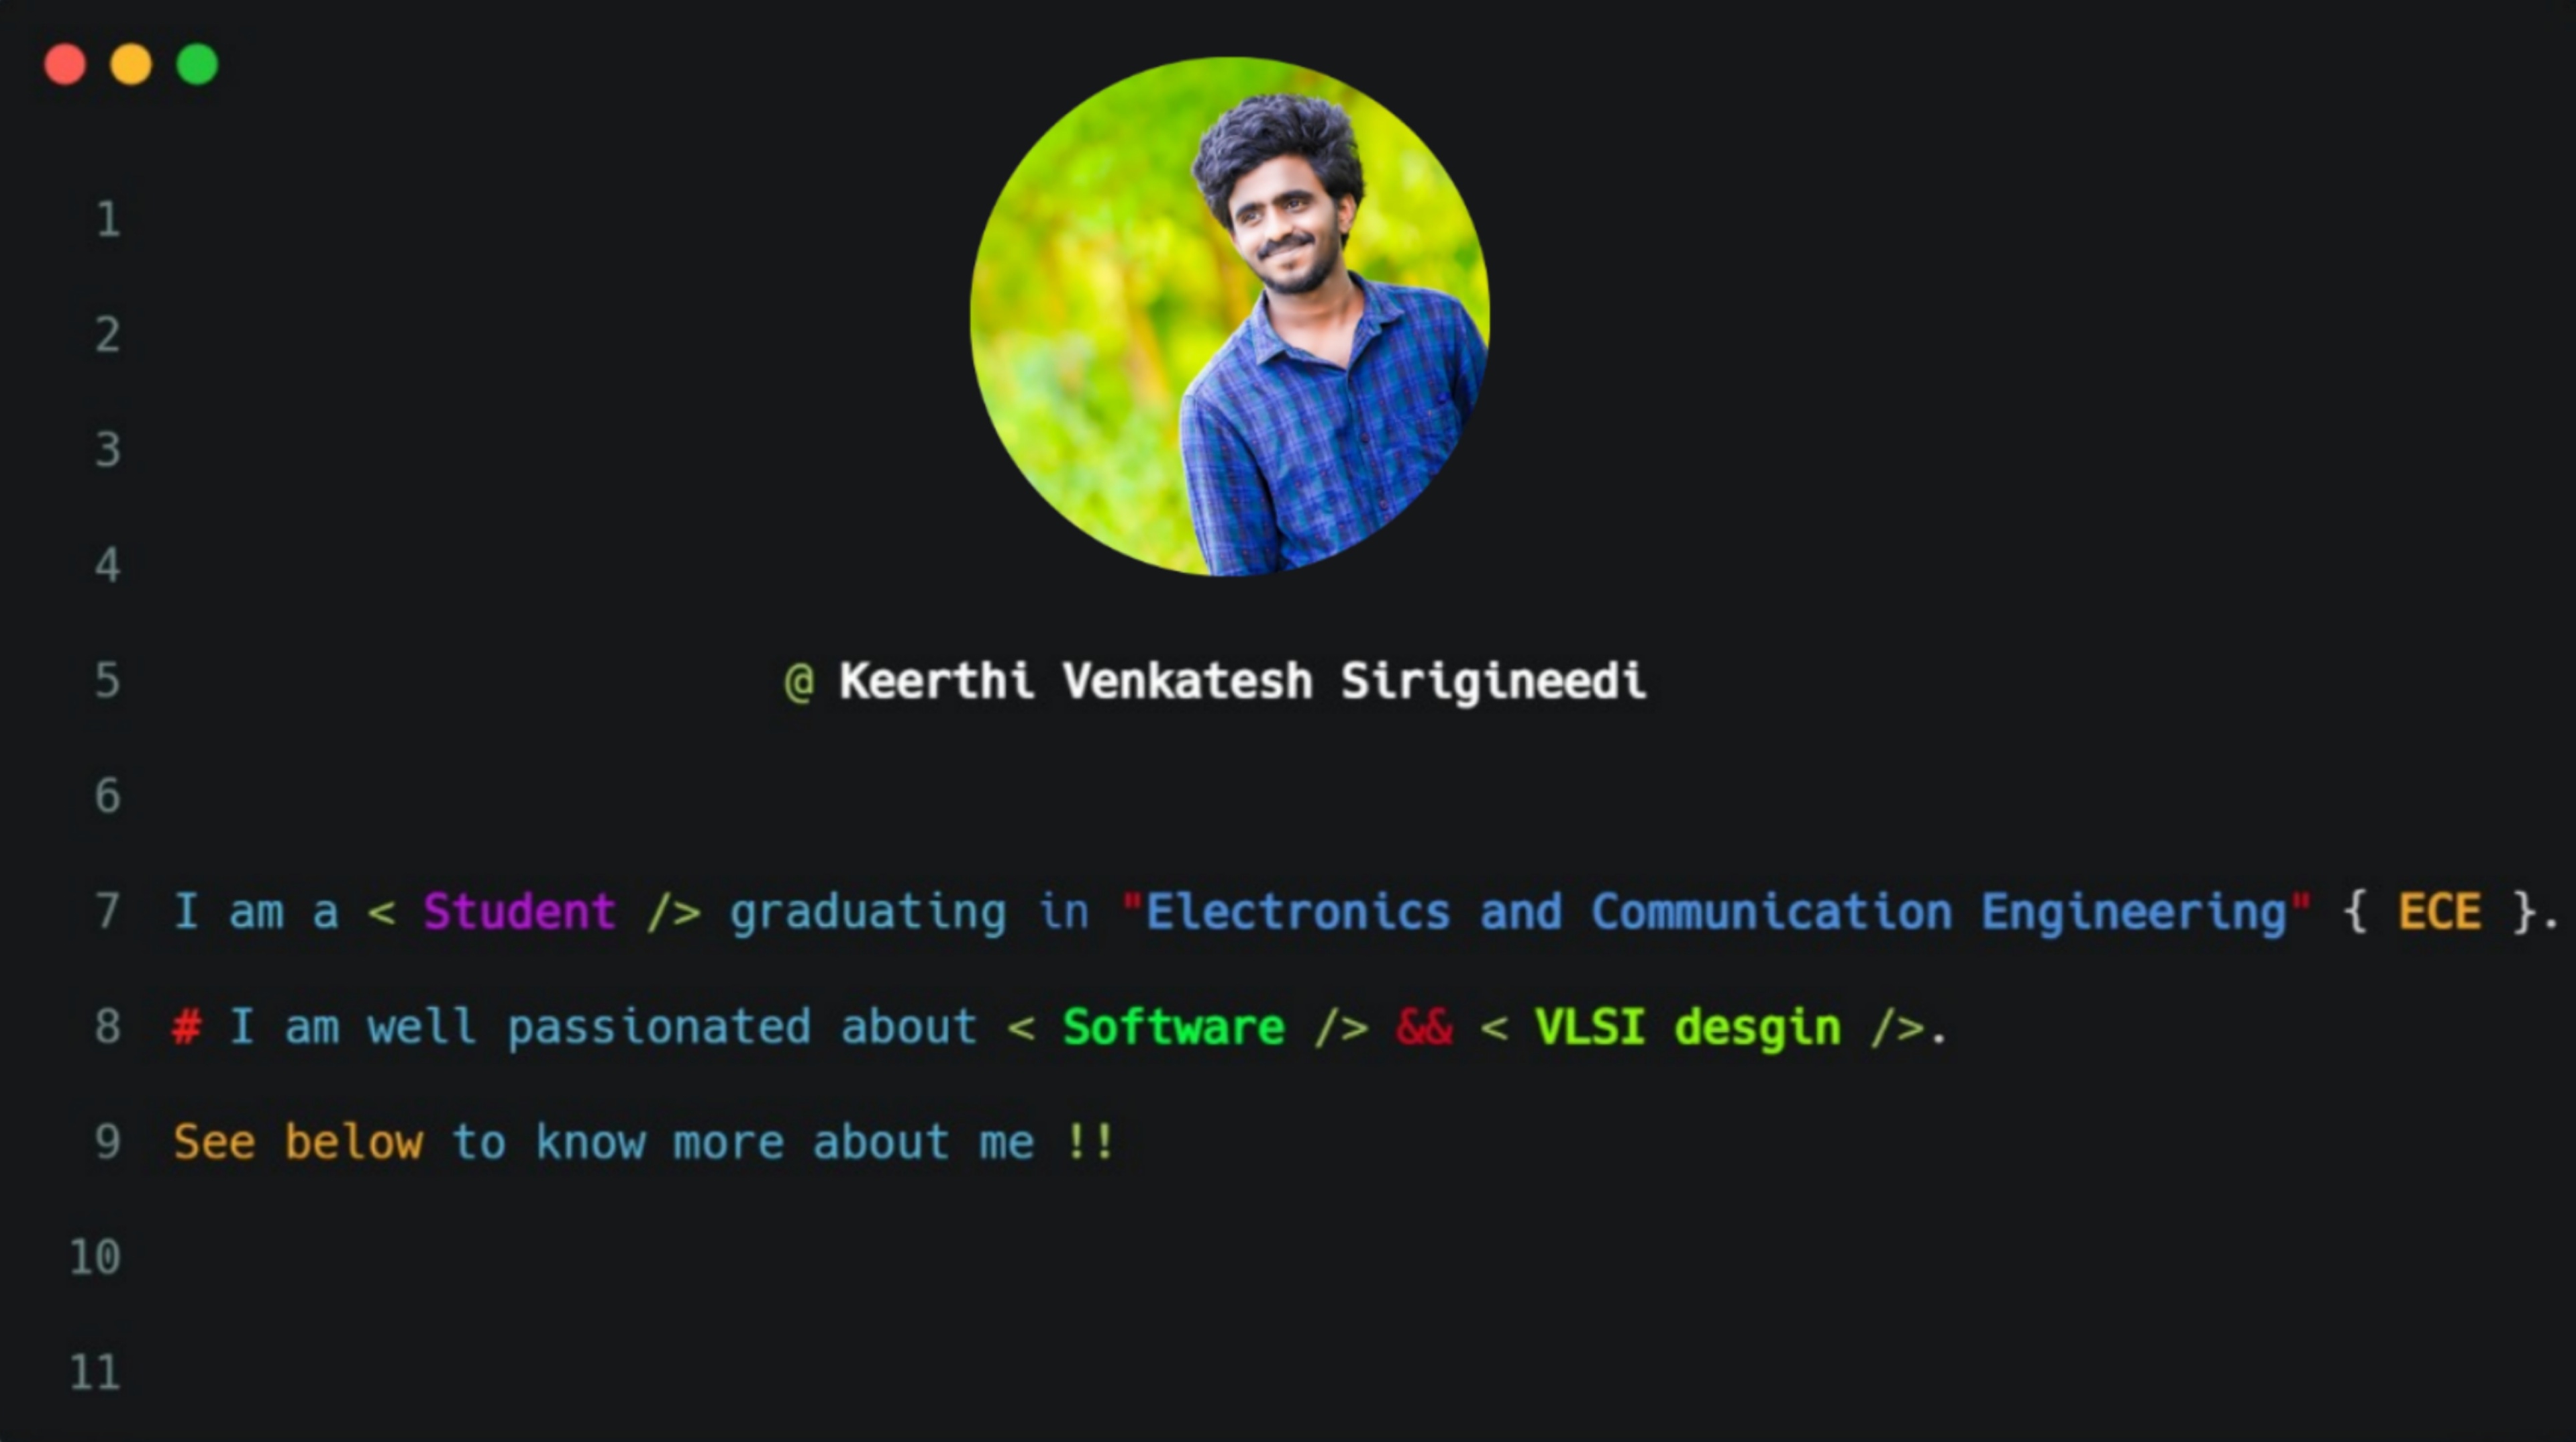 1
2
3
4
5 @ Keerthi Venkatesh Sirigineedi
6
7 I am a < Student /> graduating in "Electronics and Communication Engineering" { ECE }.
8 # I am well passionated about < Software /> && < VLSI desgin />.
9 See below to know more about me !!
10
11